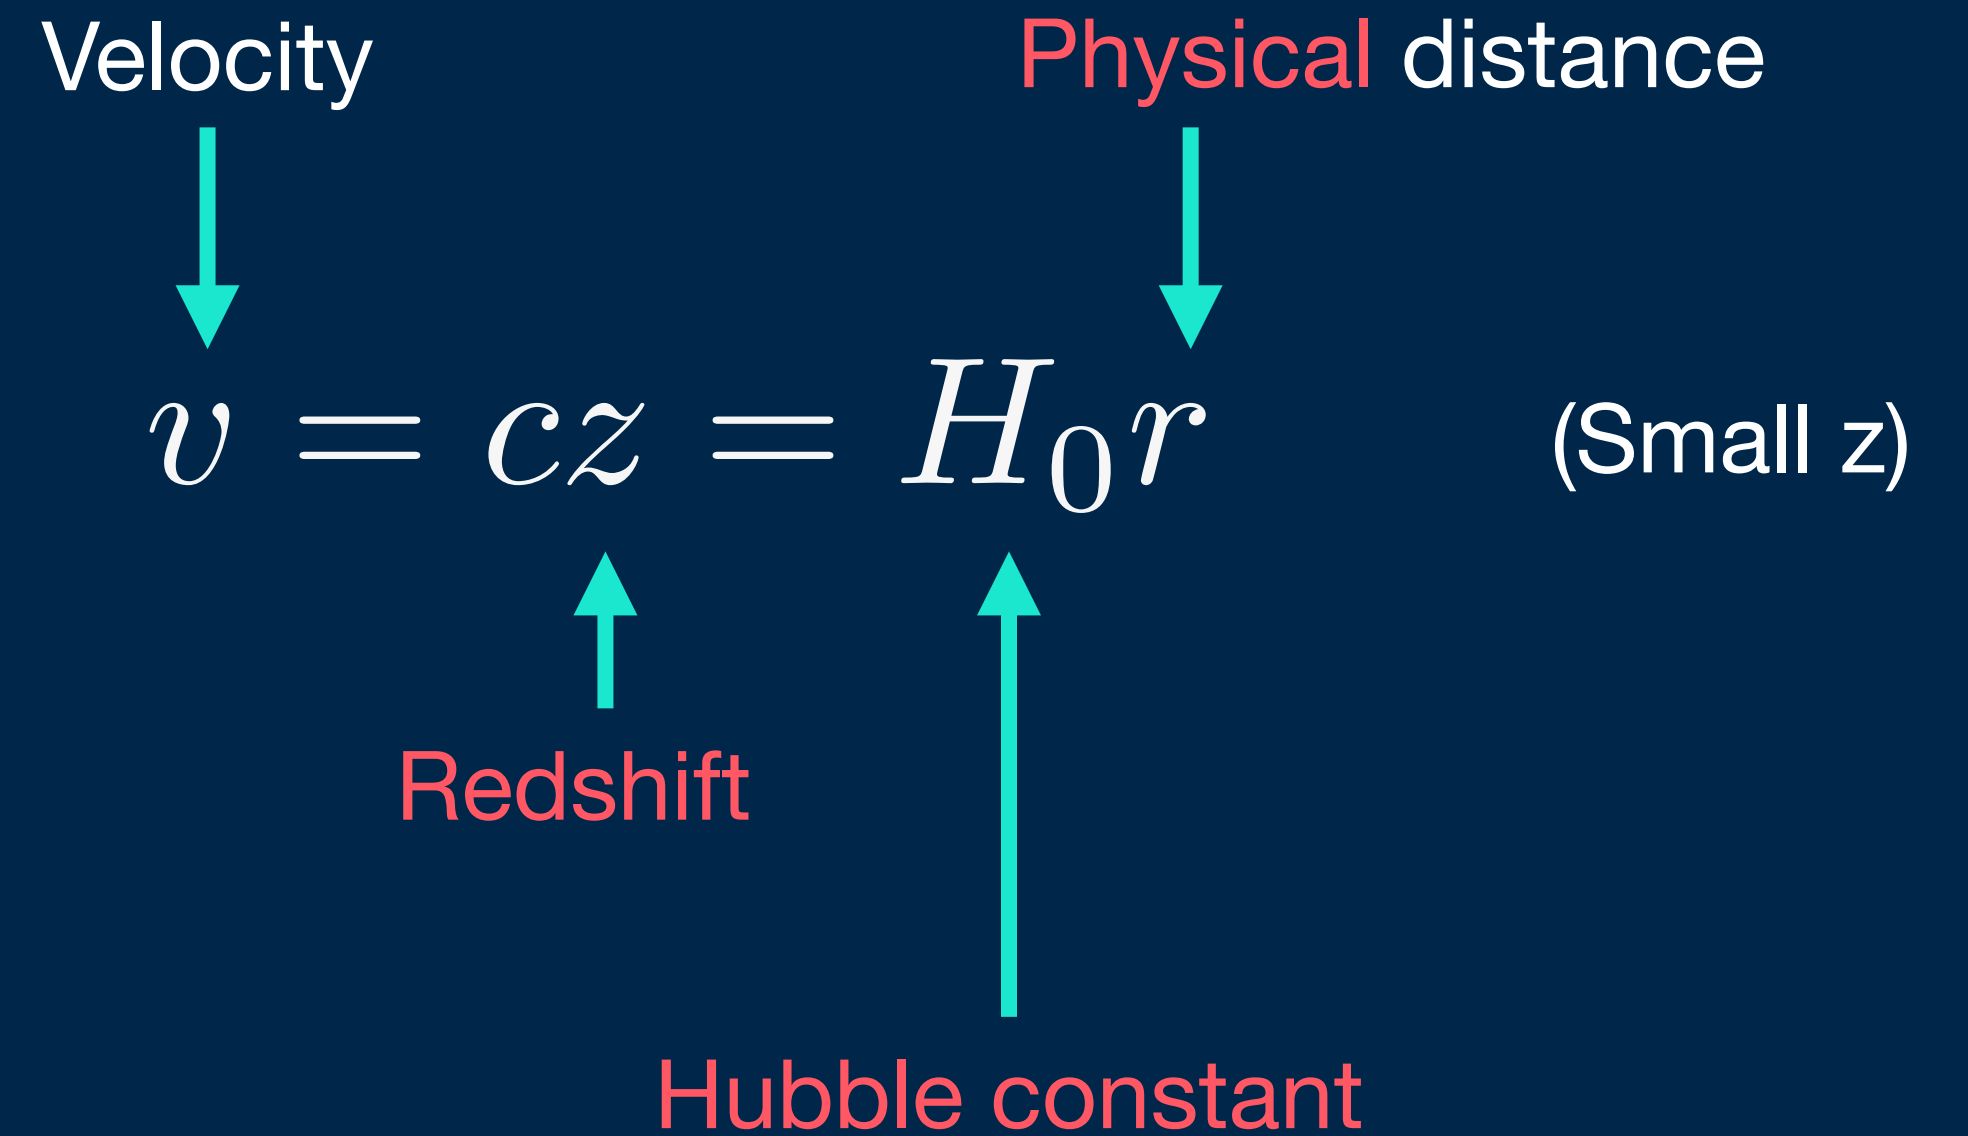 Velocity
Physical distance
v = cz = H₀r
(Small z)
Redshift
Hubble constant